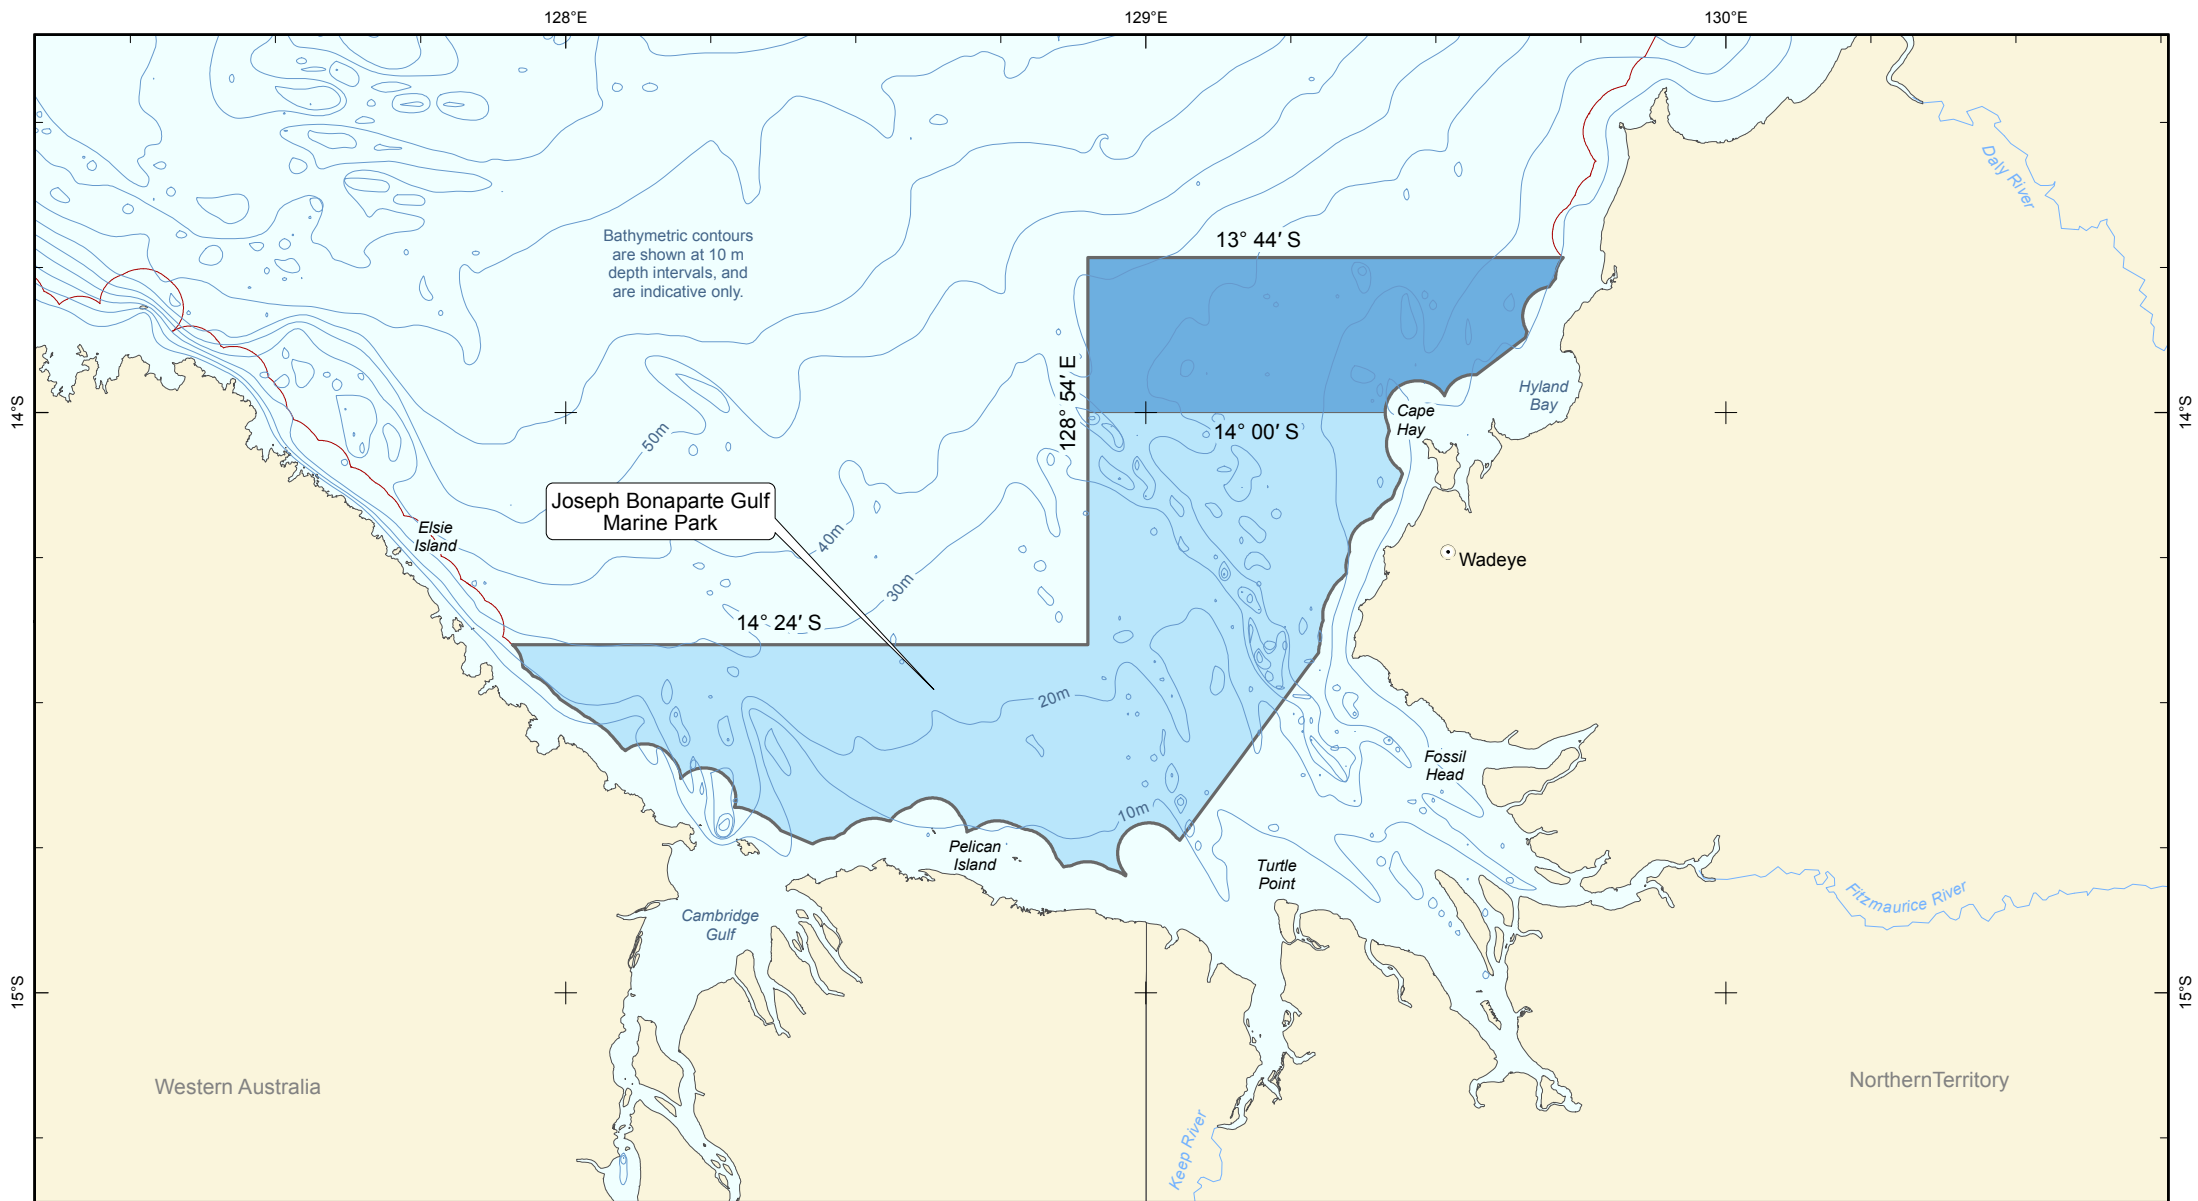 128°E
129°E
130°E
Daly River
Bathymetric contours
are shown at 10 m
depth intervals, and
are indicative only.
13° 44′ S
128° 54′ E
14°S
14°S
Hyland
Bay
Cape
Hay
14° 00′ S
50m
Joseph Bonaparte Gulf
Marine Park
Elsie
Island
40m
Wadeye
30m
14° 24′ S
20m
Fossil
Head
10m
Pelican
Island
Turtle
Point
Fitzmaurice River
Cambridge
Gulf
15°S
15°S
Western Australia
NorthernTerritory
Keep River